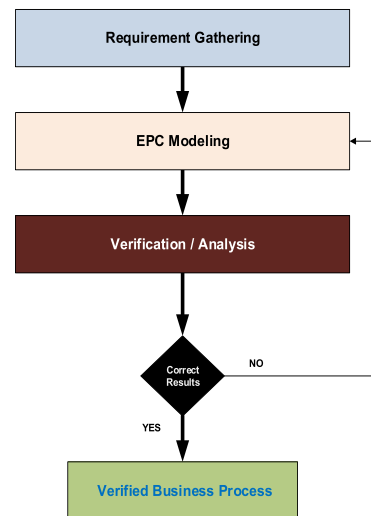 Requirement Gathering
EPC Modeling
Verification / Analysis
Correct
Results
NO
YES
Verified Business Process